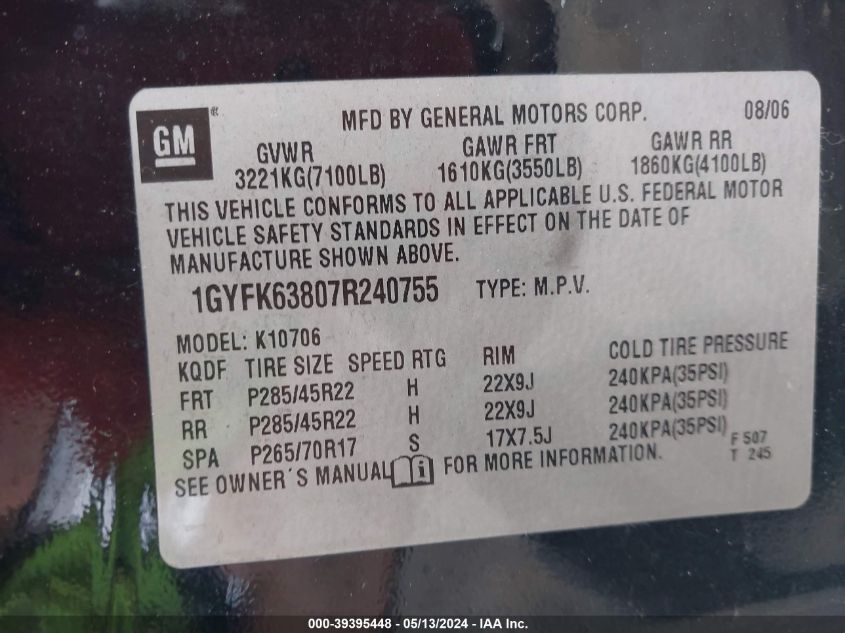 GM®
MFD BY GENERAL MOTORS CORP. 08/06
GVWR GAWR FRT GAWR RR
3221KG(7100LB) 1610KG(3550LB) 1860KG(4100LB)
THIS VEHICLE CONFORMS TO ALL APPLICABLE U.S. FEDERAL MOTOR
VEHICLE SAFETY STANDARDS IN EFFECT ON THE DATE OF
MANUFACTURE SHOWN ABOVE.
1GYFK63807R240755 TYPE: M.P.V.
MODEL: K10706
KQDF TIRE SIZE SPEED RTG RIM COLD TIRE PRESSURE
FRT P285/45R22 H 22X9J 240KPA(35PSI)
RR P285/45R22 H 22X9J 240KPA(35PSI)
SPA P265/70R17 S 17X7.5J 240KPA(35PSI) F 507
SEE OWNER´S MANUAL FOR MORE INFORMATION. T 245
000-39395448 - 05/13/2024 - IAA Inc.